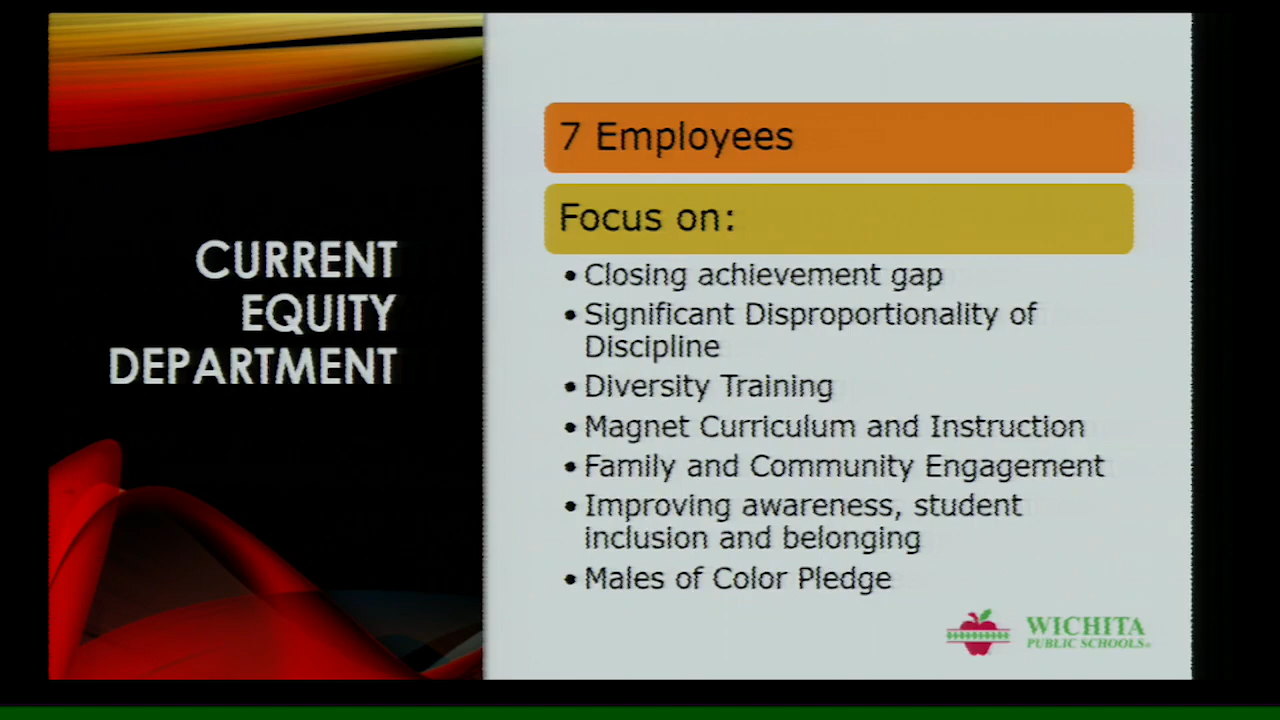 CURRENT
EQUITY
DEPARTMENT
7 Employees
Focus on:
• Closing achievement gap
• Significant Disproportionality of
Discipline
• Diversity Training
• Magnet Curriculum and Instruction
• Family and Community Engagement
• Improving awareness, student
inclusion and belonging
• Males of Color Pledge
WICHITA
PUBLIC SCHOOLS®